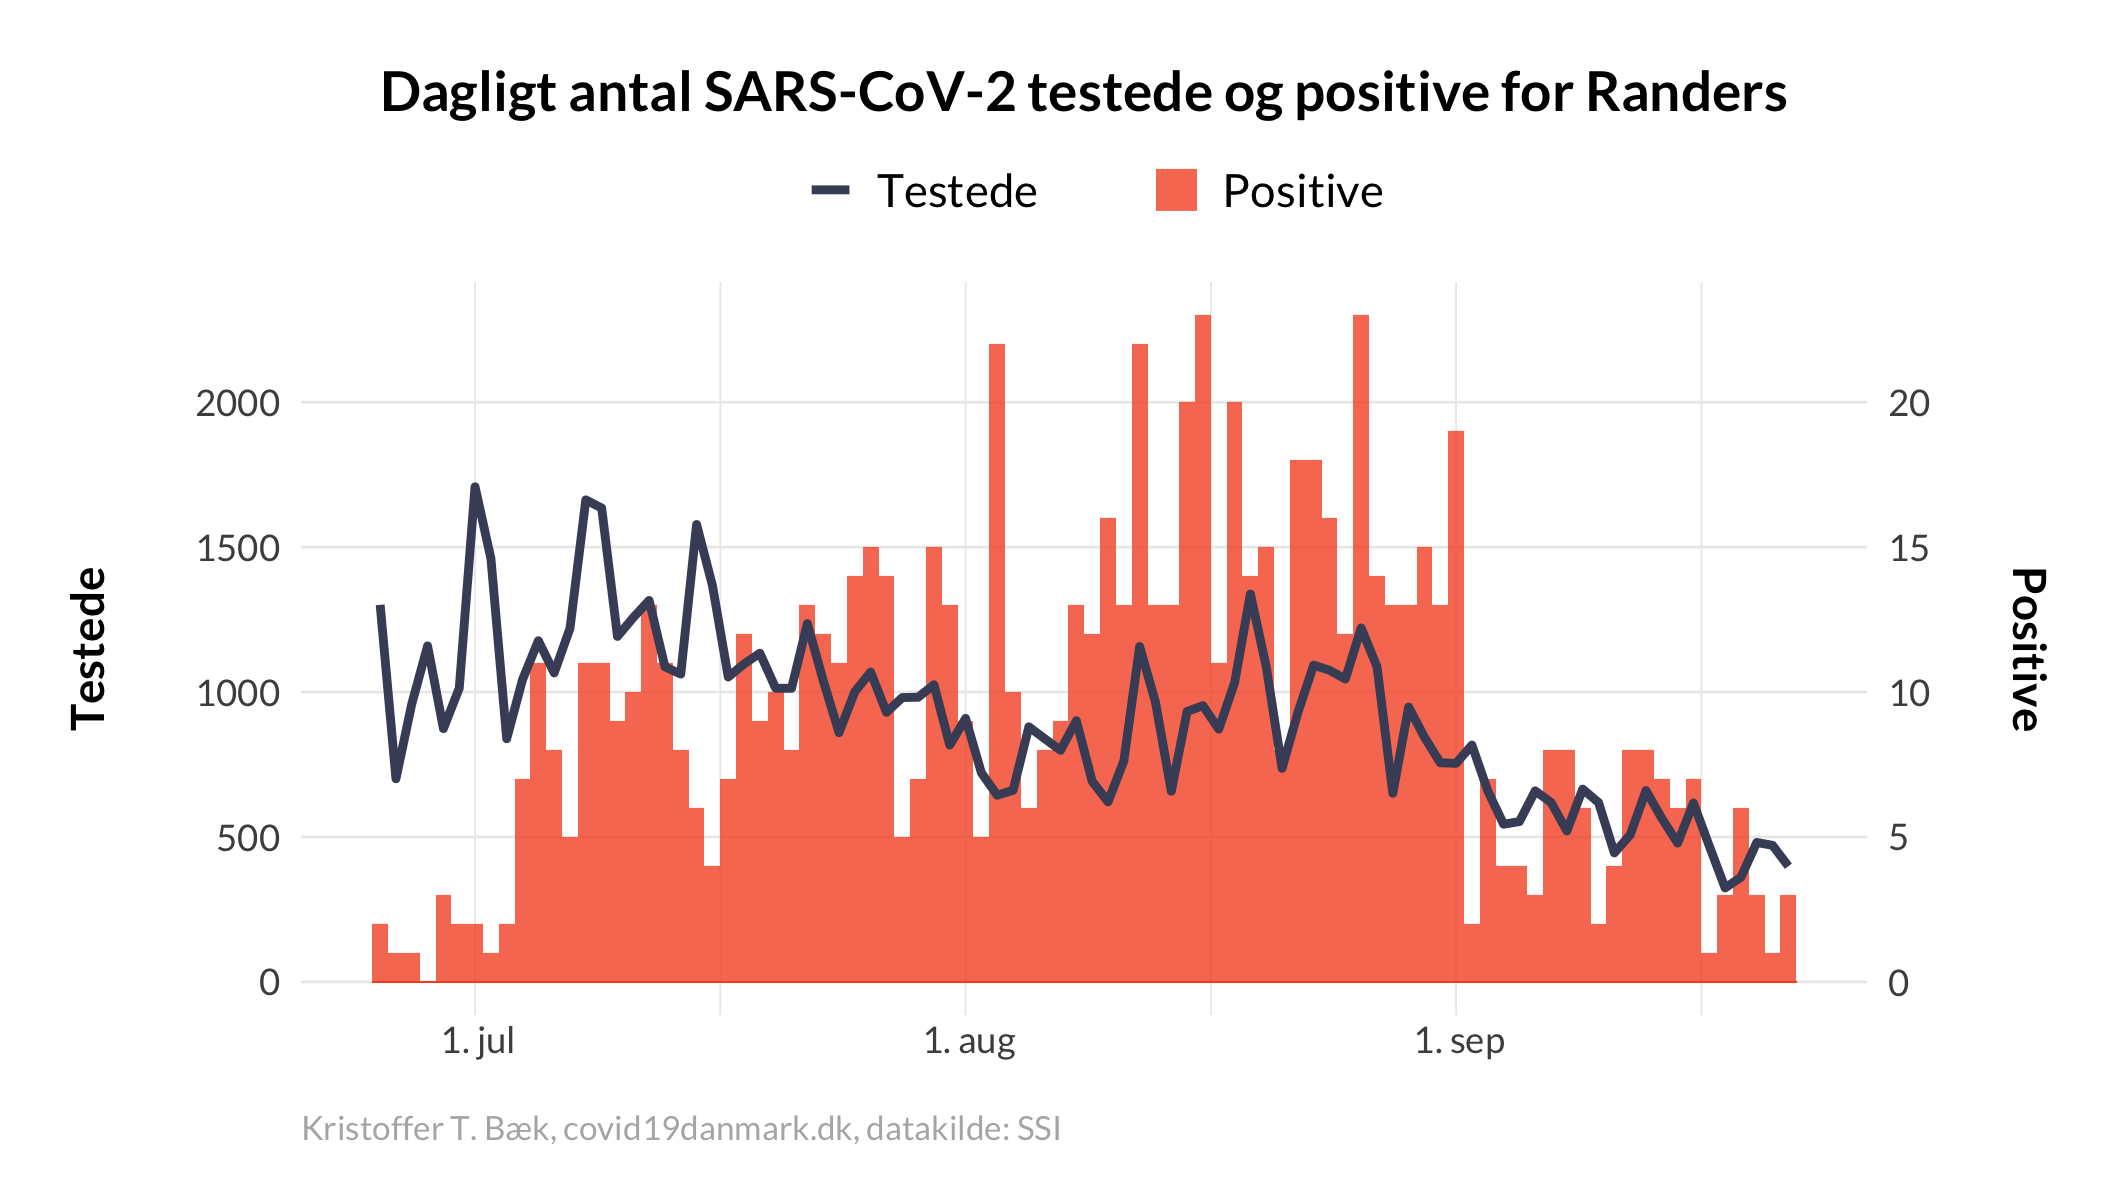 Dagligt antal SARS-CoV-2 testede og positive for Randers
Testede Positive
Testede
2000
1500
1000
500
0
20
15
10
5
0
Positive
1. jul 1. aug 1. sep
Kristoffer T. Bæk, covid19danmark.dk, datakilde: SSI